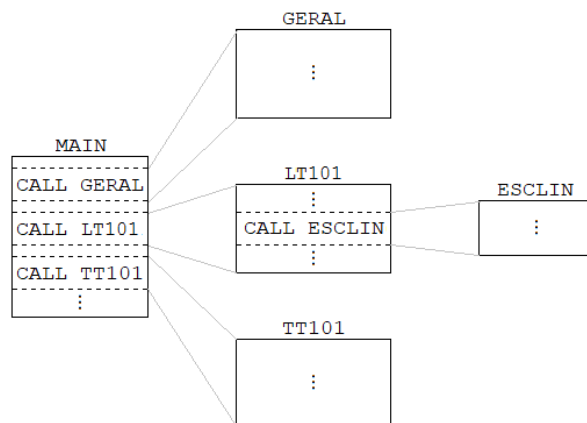 GERAL
⋮
MAIN
CALL GERAL
CALL LT101
CALL TT101
⋮
LT101
⋮
CALL ESCLIN
⋮
ESCLIN
⋮
TT101
⋮